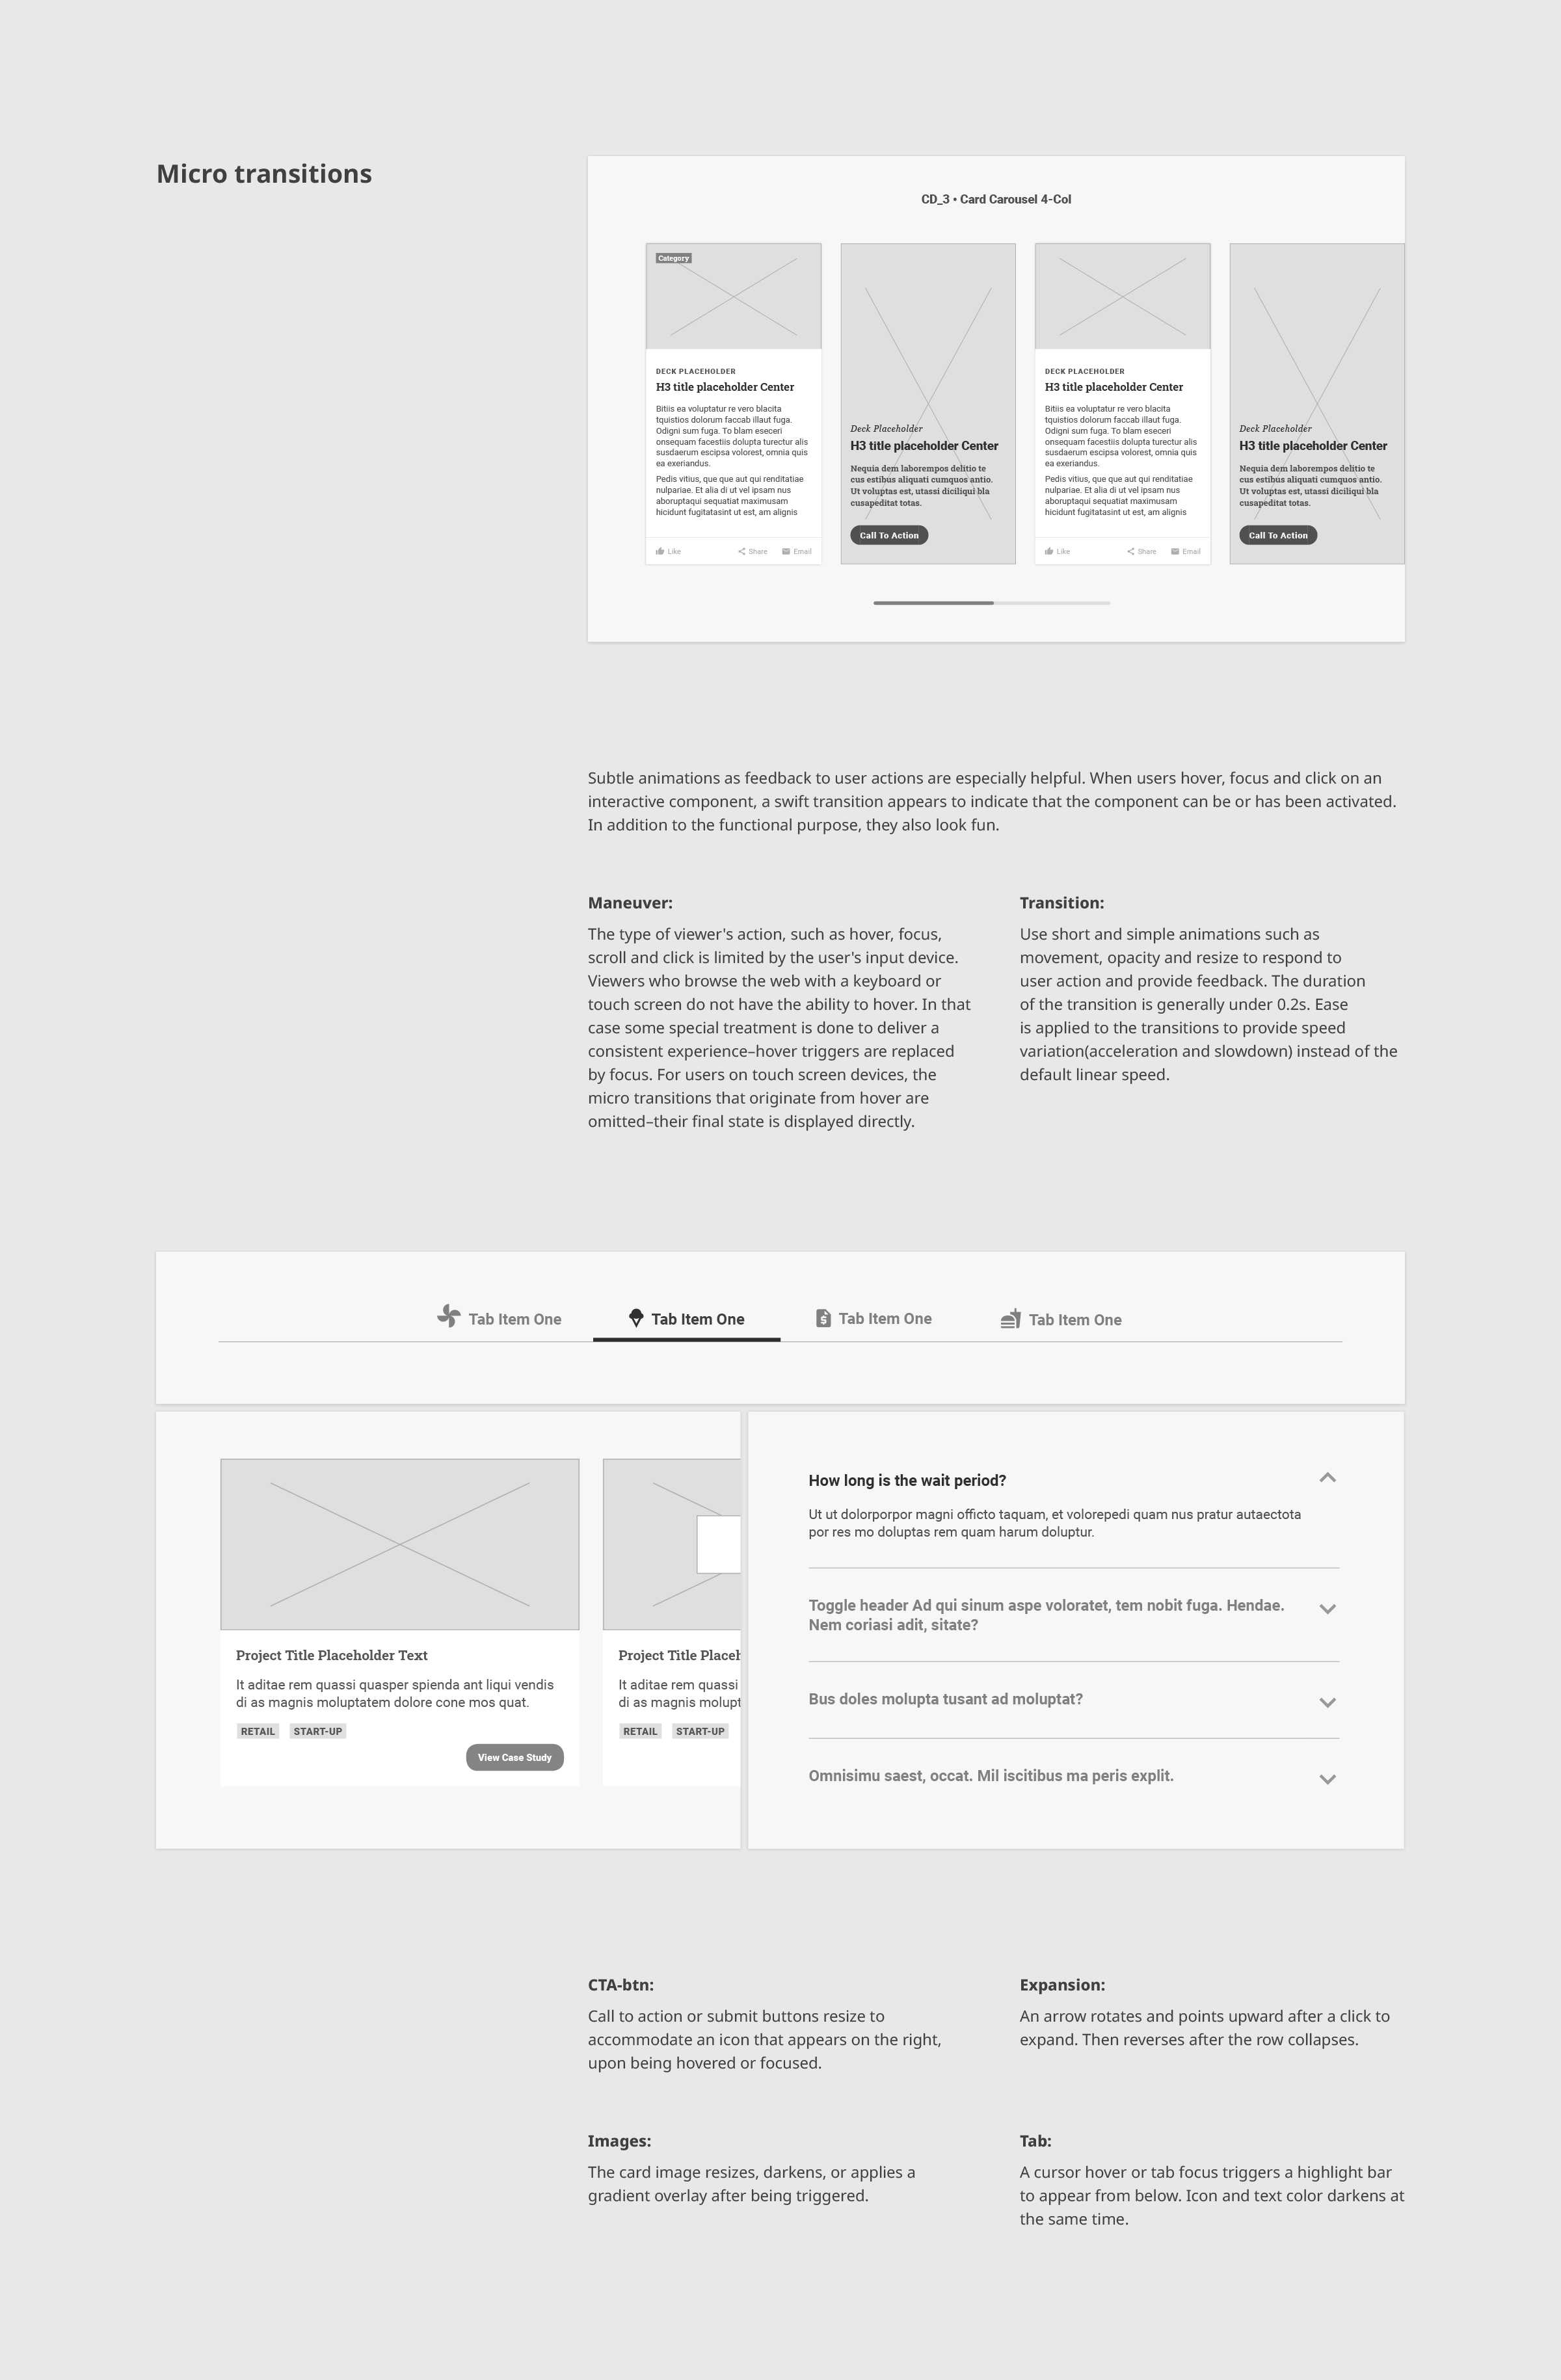 Micro transitions
CD_3 • Card Carousel 4-Col
Category
DECK PLACEHOLDER
H3 title placeholder Center
Bitiis ea voluptatur re vero blacita
tquistios dolorum faccab illaut fuga.
Odigni sum fuga. To blam eseceri
onsequam facestiis dolupta turectur alis
susdaerum escipsa volorest, omnia quis
ea exeriandus.
Pedis vitius, que que aut qui renditatiae
nulpariae. Et alia di ut vel ipsam nus
aboruptaqui sequatiat maximusam
hicidunt fugitatasint ut est, am alignis
Like
Share
Email
Deck Placeholder
H3 title placeholder Center
Nequia dem laborempos delitio te
cus estibus aliquati cumquos antio.
Ut voluptas est, utassi diciliqui bla
cusapeditat totas.
Call To Action
DECK PLACEHOLDER
H3 title placeholder Center
Bitiis ea voluptatur re vero blacita
tquistios dolorum faccab illaut fuga.
Odigni sum fuga. To blam eseceri
onsequam facestiis dolupta turectur alis
susdaerum escipsa volorest, omnia quis
ea exeriandus.
Pedis vitius, que que aut qui renditatiae
nulpariae. Et alia di ut vel ipsam nus
aboruptaqui sequatiat maximusam
hicidunt fugitatasint ut est, am alignis
Like
Share
Email
Deck Placeholder
H3 title placeholder Center
Nequia dem laborempos delitio te
cus estibus aliquati cumquos antio.
Ut voluptas est, utassi diciliqui bla
cusapeditat totas.
Call To Action
Subtle animations as feedback to user actions are especially helpful. When users hover, focus and click on an
interactive component, a swift transition appears to indicate that the component can be or has been activated.
In addition to the functional purpose, they also look fun.
Maneuver:
The type of viewer's action, such as hover, focus,
scroll and click is limited by the user's input device.
Viewers who browse the web with a keyboard or
touch screen do not have the ability to hover. In that
case some special treatment is done to deliver a
consistent experience–hover triggers are replaced
by focus. For users on touch screen devices, the
micro transitions that originate from hover are
omitted–their final state is displayed directly.
Transition:
Use short and simple animations such as
movement, opacity and resize to respond to
user action and provide feedback. The duration
of the transition is generally under 0.2s. Ease
is applied to the transitions to provide speed
variation(acceleration and slowdown) instead of the
default linear speed.
Tab Item One
Tab Item One
Tab Item One
Tab Item One
Project Title Placeholder Text
It aditae rem quassi quasper spienda ant liqui vendis
di as magnis moluptatem dolore cone mos quat.
RETAIL
START-UP
View Case Study
Project Title Placeh
It aditae rem quassi
di as magnis molupt
RETAIL
START-UP
How long is the wait period?
Ut ut dolorporpor magni officto taquam, et volorepedi quam nus pratur autaectota
por res mo doluptas rem quam harum doluptur.
Toggle header Ad qui sinum aspe voloratet, tem nobit fuga. Hendae.
Nem coriasi adit, sitate?
Bus doles molupta tusant ad moluptat?
Omnisimu saest, occat. Mil iscitibus ma peris explit.
CTA-btn:
Call to action or submit buttons resize to
accommodate an icon that appears on the right,
upon being hovered or focused.
Expansion:
An arrow rotates and points upward after a click to
expand. Then reverses after the row collapses.
Images:
The card image resizes, darkens, or applies a
gradient overlay after being triggered.
Tab:
A cursor hover or tab focus triggers a highlight bar
to appear from below. Icon and text color darkens at
the same time.